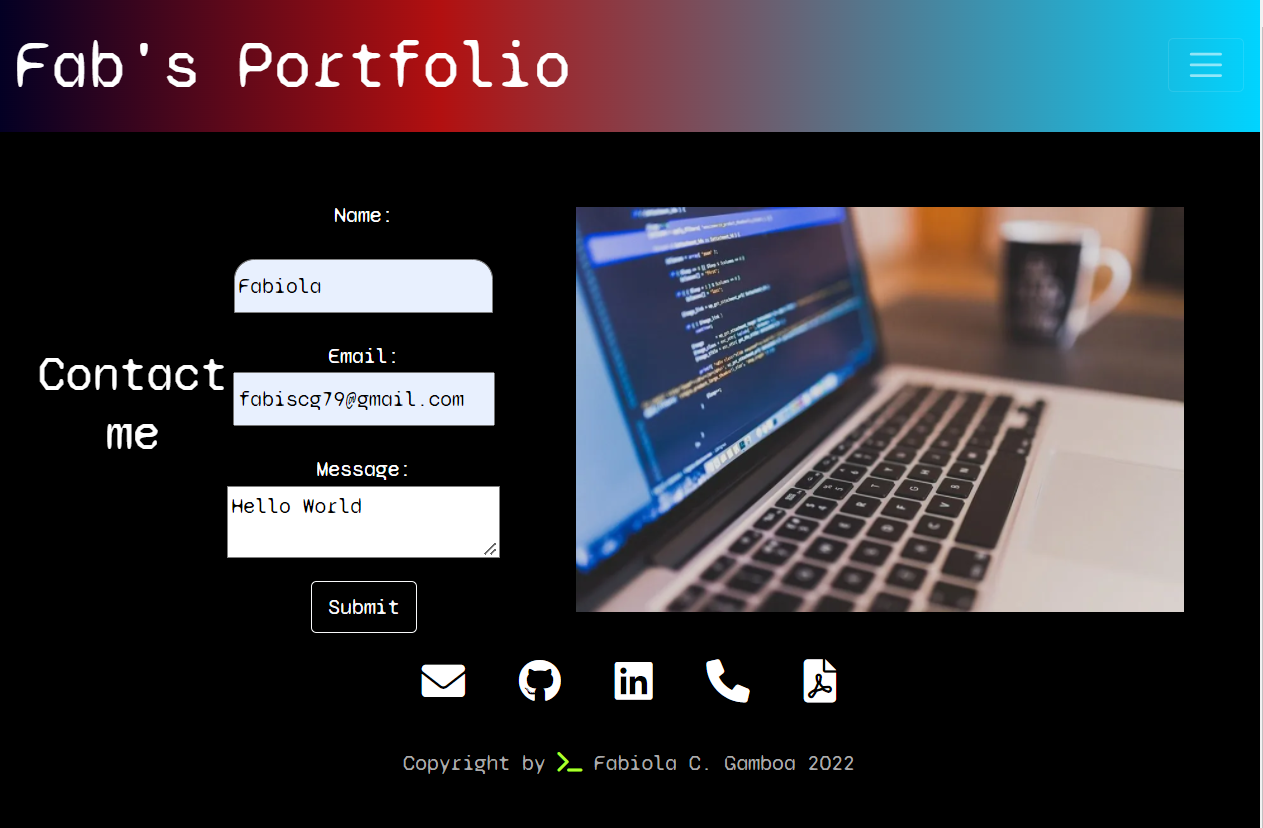 Fab's Portfolio
Name:
Fabiola
Contact
me
Email:
fabiscg79@gmail.com
Message:
Hello World
Submit
in
Copyright by >_ Fabiola C. Gamboa 2022